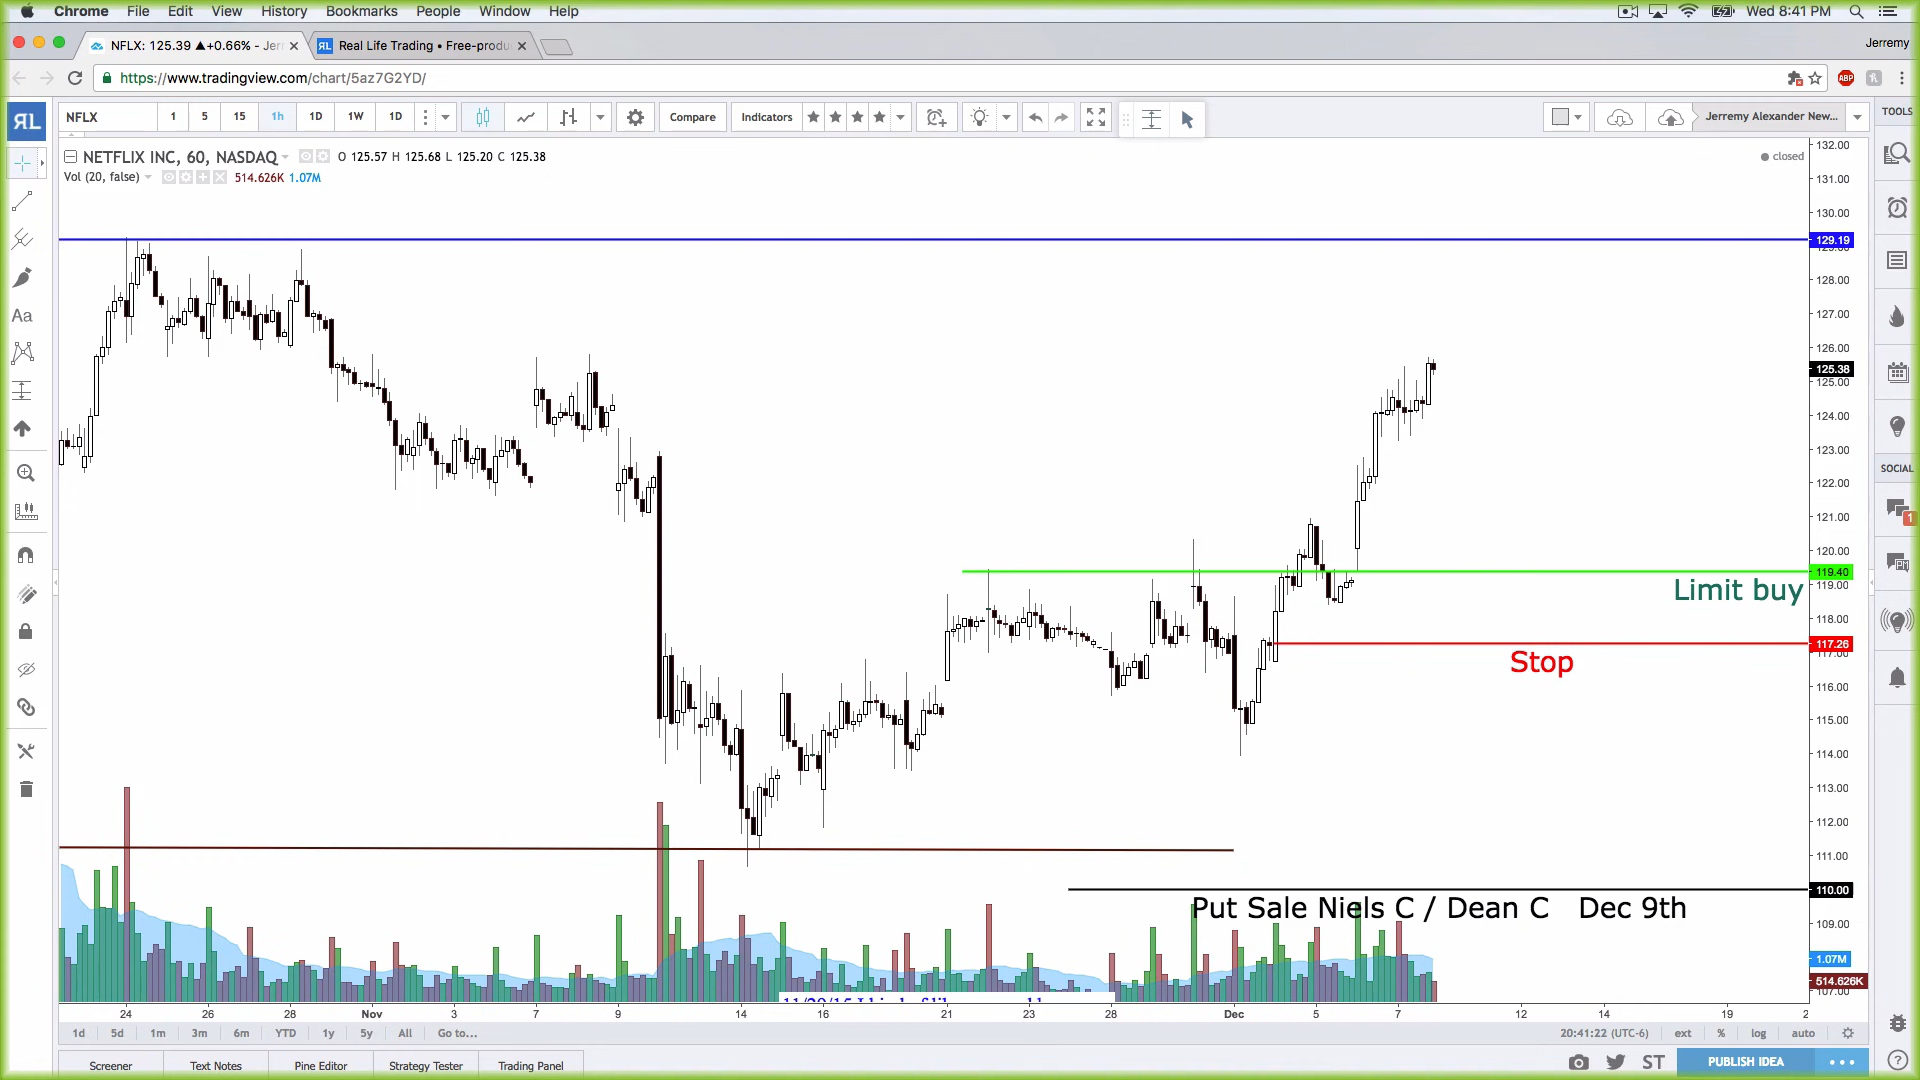 Chrome File Edit View History Bookmarks People Window Help Wed 8:41 PM
NFLX: 125.39 ▲+0.66% - Jer Real Life Trading • Free-produ Jerremy
https://www.tradingview.com/chart/5az7G2YD/ ABP
RL NFLX 1 5 15 1h 1D 1W 1D Compare Indicators Jerremy Alexander New... TOOLS
NETFLIX INC, 60, NASDAQ O 125.57 H 125.68 L 125.20 C 125.38 closed
Vol (20, false) 514.626K 1.07M
132.00
131.00
130.00
129.19
128.00
127.00
126.00
125.38
125.00
124.00
123.00
122.00
121.00
120.00
119.40
119.00
Limit buy
118.00
117.26
Stop
116.00
115.00
114.00
113.00
112.00
111.00
110.00
Put Sale Niels C / Dean C Dec 9th
109.00
1.07M
514.626K
107.00
Aa
SOCIAL
1
24 26 28 Nov 3 7 9 14 16 21 23 28 Dec 5 7 12 14 19 2
1d 5d 1m 3m 6m YTD 1y 5y All Go to... 20:41:22 (UTC-6) ext % log auto
Screener Text Notes Pine Editor Strategy Tester Trading Panel ST PUBLISH IDEA